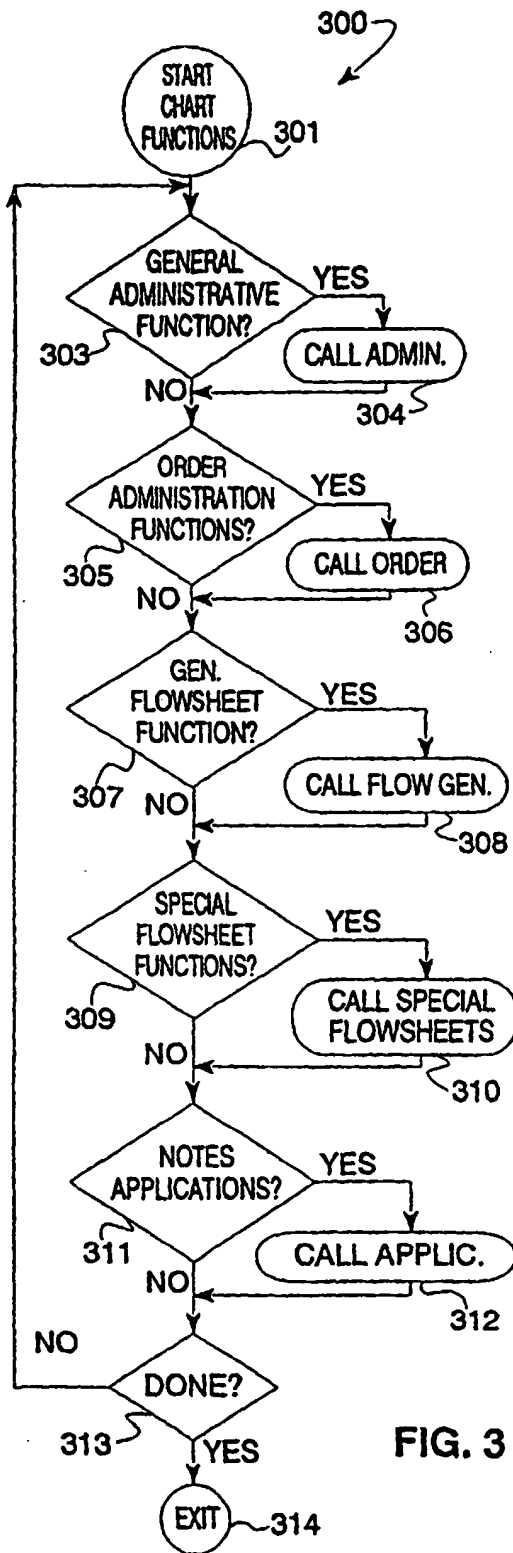 300
START
CHART
FUNCTIONS
301
GENERAL
ADMINISTRATIVE
FUNCTION?
YES
303
CALL ADMIN.
NO
304
ORDER
ADMINISTRATION
FUNCTIONS?
YES
305
CALL ORDER
NO
306
GEN.
FLOWSHEET
FUNCTION?
YES
307
CALL FLOW GEN.
NO
308
SPECIAL
FLOWSHEET
FUNCTIONS?
YES
309
CALL SPECIAL
FLOWSHEETS
NO
310
NOTES
APPLICATIONS?
YES
311
CALL APPLIC.
NO
312
NO
DONE?
313
YES
FIG. 3
EXIT
314